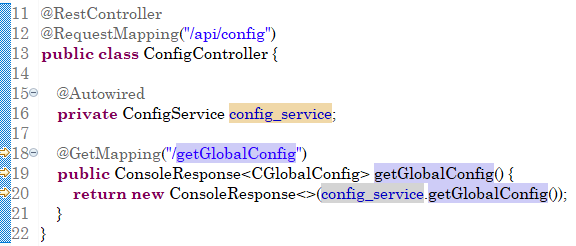 11 @RestController
12 @RequestMapping("/api/config")
13 public class ConfigController {
14
15 @Autowired
16 private ConfigService config_service;
17
18 @GetMapping("/getGlobalConfig")
19 public ConsoleResponse<CGlobalConfig> getGlobalConfig() {
20 return new ConsoleResponse<>(config_service.getGlobalConfig());
21 }
22 }